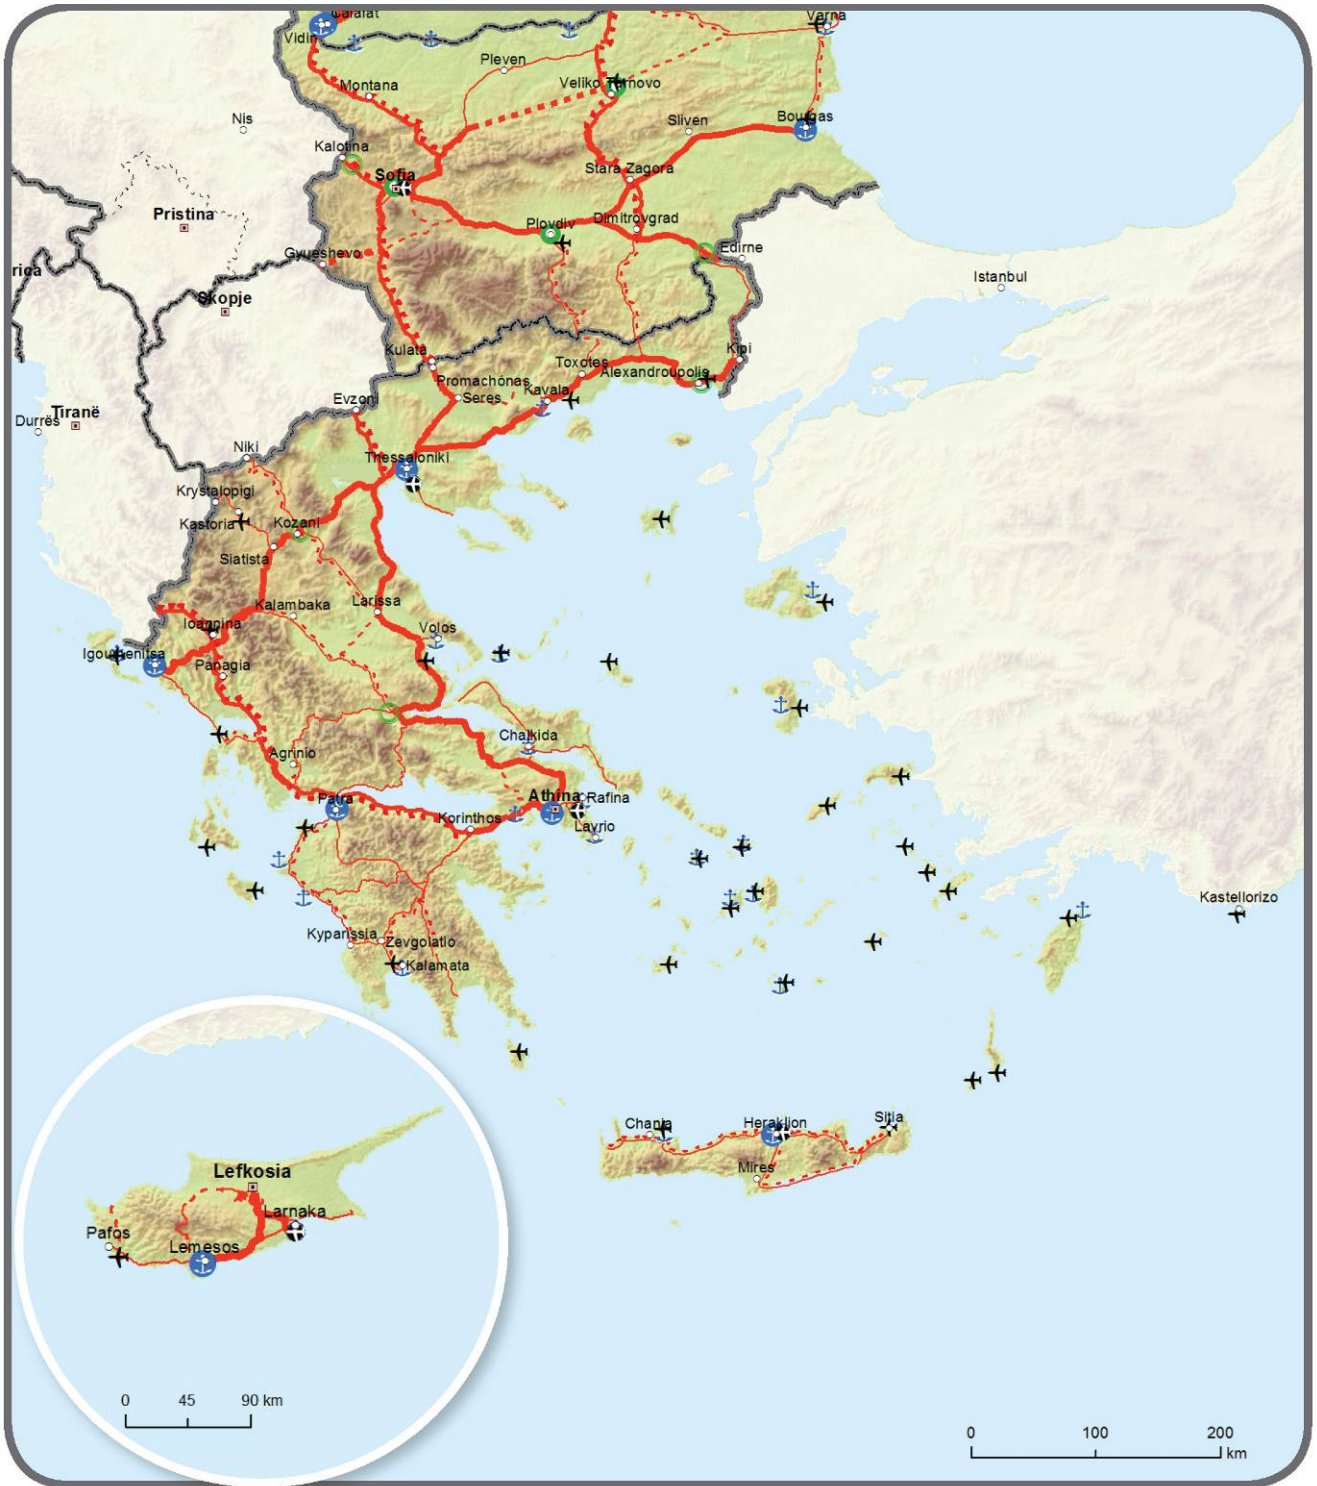 Calafat
Varna
Vidin
Pleven
Montana
Veliko Tarnovo
Nis
Sliven
Bourgas
Kalotina
Sofia
Stara Zagora
Pristina
Plovdiv
Dimitrovgrad
Gyueshevo
Edirne
rica
Skopje
Istanbul
Kulata
Kipi
Toxotes
Promachónas
Alexandroupolis
Evzoni
Seres
Kavala
Tiranë
Durrës
Niki
Thessaloniki
Krystalopigi
Kastoria
Kozani
Siatista
Kalambaka
Larissa
Ioannina
Volos
Igoumenitsa
Panagia
Chalkida
Agrinio
Patra
Athina
Rafina
Korinthos
Lavrio
Kastellorizo
Kyparissia
Zevgolatio
Kalamata
Chania
Heraklion
Sitia
Mires
Lefkosia
Larnaka
Pafos
Lemesos
0 45 90 km
0 100 200
km